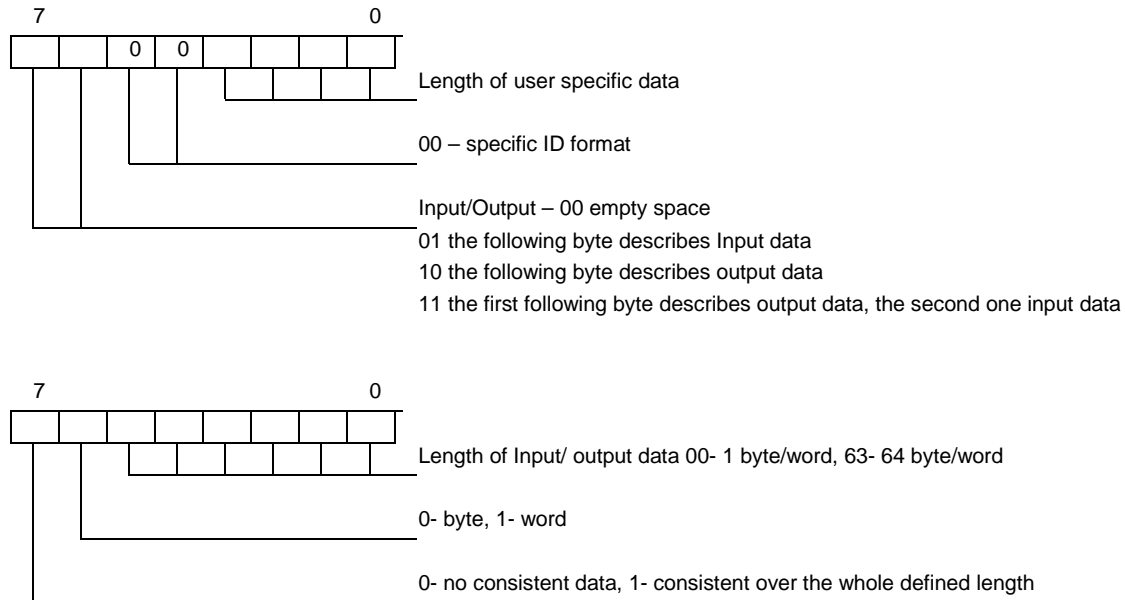 7 0
0 0
Length of user specific data
00 – specific ID format
Input/Output – 00 empty space
01 the following byte describes Input data
10 the following byte describes output data
11 the first following byte describes output data, the second one input data
7 0
Length of Input/ output data 00- 1 byte/word, 63- 64 byte/word
0- byte, 1- word
0- no consistent data, 1- consistent over the whole defined length